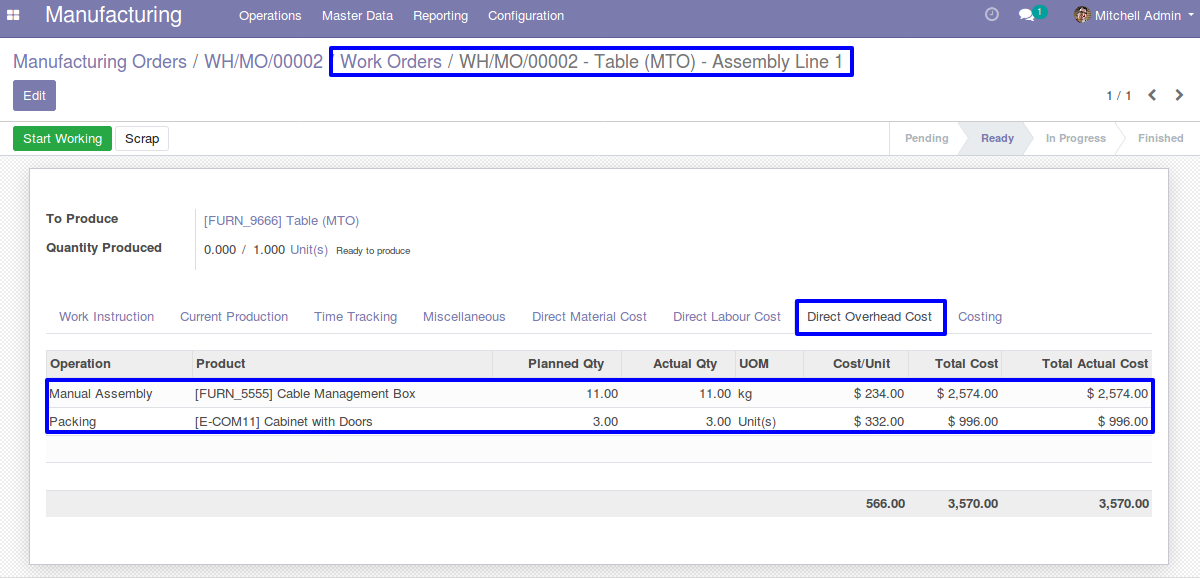 Manufacturing Operations Master Data Reporting Configuration 1 Mitchell Admin
Manufacturing Orders / WH/MO/00002 / Work Orders / WH/MO/00002 - Table (MTO) - Assembly Line 1
Edit 1 / 1
Start Working Scrap Pending Ready In Progress Finished
To Produce [FURN_9666] Table (MTO)
Quantity Produced 0.000 / 1.000 Unit(s) Ready to produce
Work Instruction Current Production Time Tracking Miscellaneous Direct Material Cost Direct Labour Cost Direct Overhead Cost Costing
Operation Product Planned Qty Actual Qty UOM Cost/Unit Total Cost Total Actual Cost
Manual Assembly [FURN_5555] Cable Management Box 11.00 11.00 kg $ 234.00 $ 2,574.00 $ 2,574.00
Packing [E-COM11] Cabinet with Doors 3.00 3.00 Unit(s) $ 332.00 $ 996.00 $ 996.00
566.00 3,570.00 3,570.00